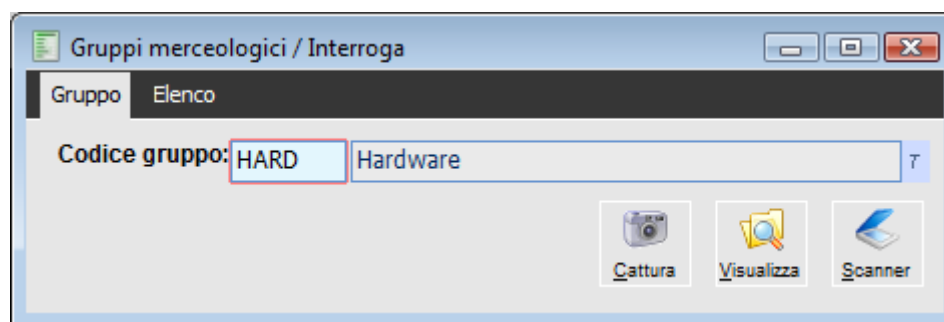 Gruppi merceologici / Interroga
Gruppo Elenco
Codice gruppo: HARD Hardware T
Cattura Visualizza Scanner